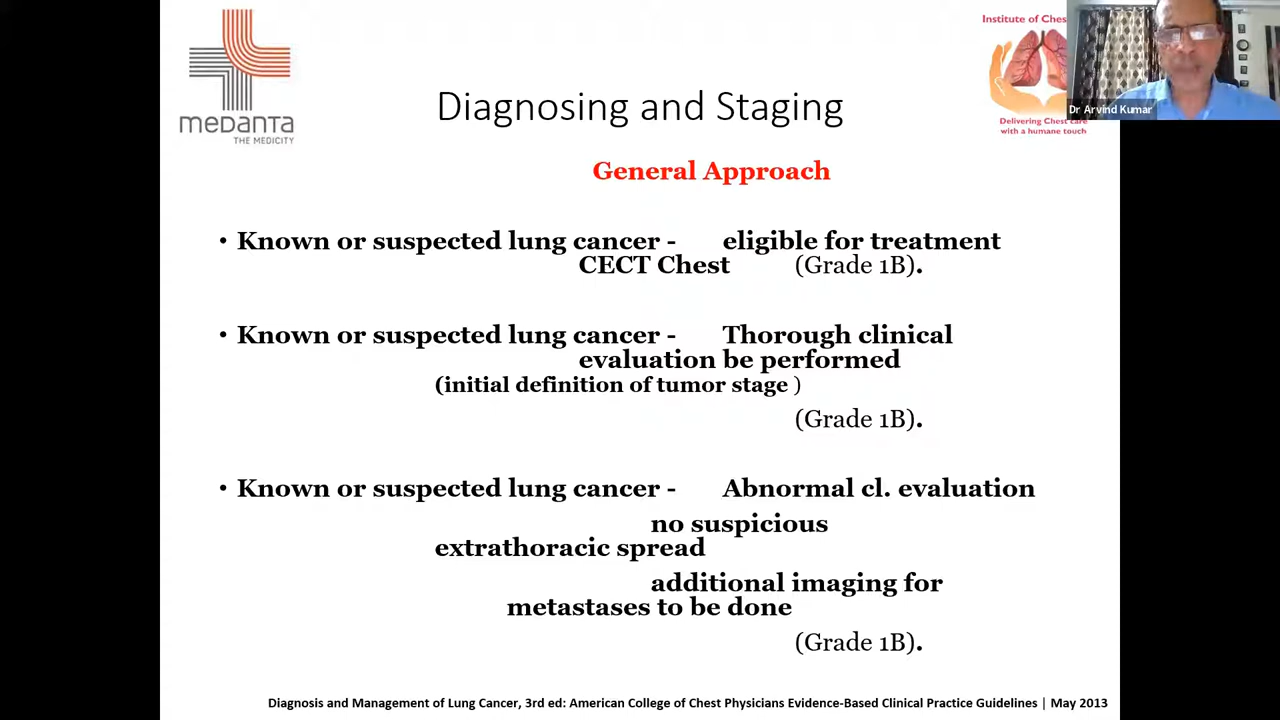 medanta
THE MEDICITY
Institute of Ches
Delivering Chest care
with a humane touch
Dr Arvind Kumar
Diagnosing and Staging
General Approach
• Known or suspected lung cancer - eligible for treatment
CECT Chest (Grade 1B).
• Known or suspected lung cancer - Thorough clinical
evaluation be performed
(initial definition of tumor stage )
(Grade 1B).
• Known or suspected lung cancer - Abnormal cl. evaluation
no suspicious
extrathoracic spread
additional imaging for
metastases to be done
(Grade 1B).
Diagnosis and Management of Lung Cancer, 3rd ed: American College of Chest Physicians Evidence-Based Clinical Practice Guidelines | May 2013